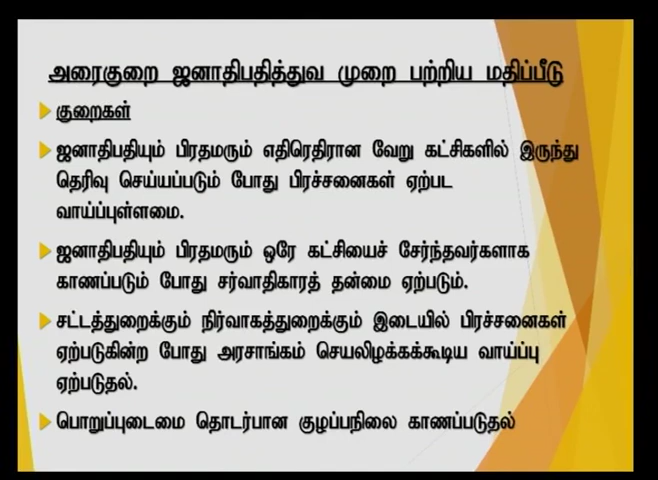 அரைகுறை ஜனாதிபதித்துவ முறை பற்றிய மதிப்பீடு
குறைகள்
ஜனாதிபதியும் பிரதமரும் எதிரெதிரான வேறு கட்சிகளில் இருந்து
தெரிவு செய்யப்படும் போது பிரச்சனைகள் ஏற்பட
வாய்ப்புள்ளமை.
ஜனாதிபதியும் பிரதமரும் ஒரே கட்சியைச் சேர்ந்தவர்களாக
காணப்படும் போது சர்வாதிகாரத் தன்மை ஏற்படும்.
சட்டத்துறைக்கும் நிர்வாகத்துறைக்கும் இடையில் பிரச்சனைகள்
ஏற்படுகின்ற போது அரசாங்கம் செயலிழக்கக்கூடிய வாய்ப்பு
ஏற்படுதல்.
பொறுப்புடைமை தொடர்பான குழப்பநிலை காணப்படுதல்